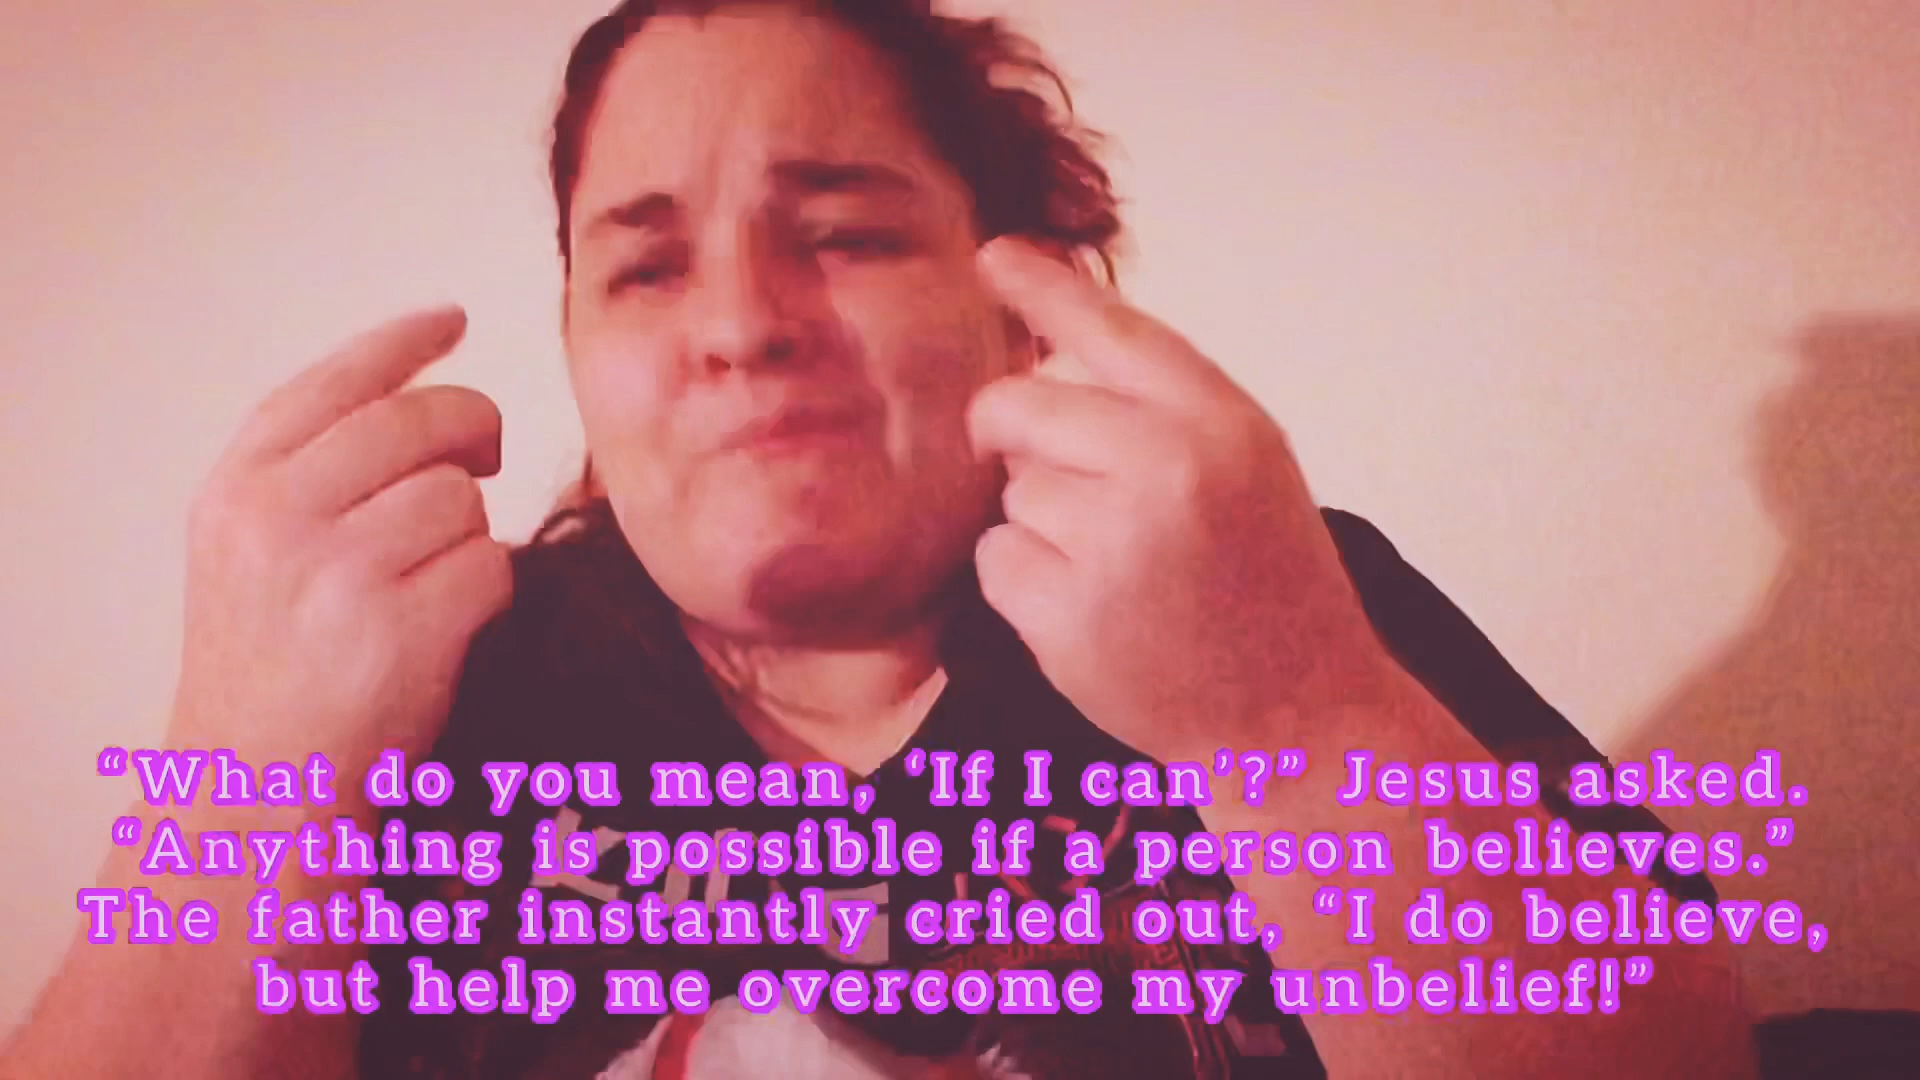 “What do you mean, ‘If I can’?” Jesus asked.
“Anything is possible if a person believes.”
The father instantly cried out, “I do believe,
but help me overcome my unbelief!”